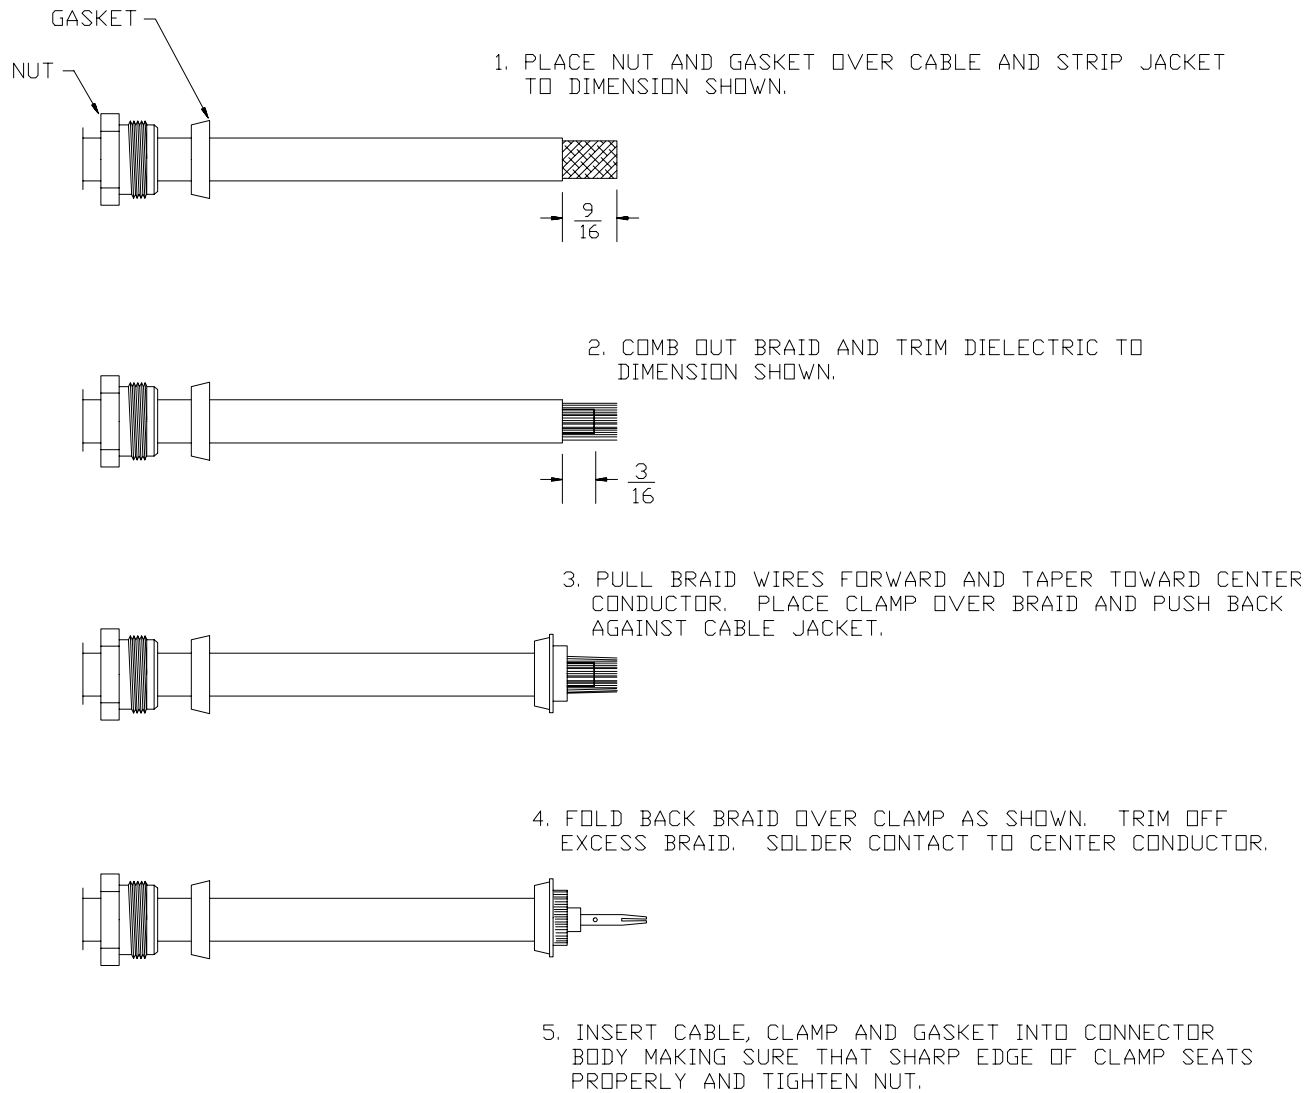 GASKET
NUT
1. PLACE NUT AND GASKET OVER CABLE AND STRIP JACKET
TO DIMENSION SHOWN.
9
16
2. COMB OUT BRAID AND TRIM DIELECTRIC TO
DIMENSION SHOWN.
3
16
3. PULL BRAID WIRES FORWARD AND TAPER TOWARD CENTER
CONDUCTOR. PLACE CLAMP OVER BRAID AND PUSH BACK
AGAINST CABLE JACKET.
4. FOLD BACK BRAID OVER CLAMP AS SHOWN. TRIM OFF
EXCESS BRAID. SOLDER CONTACT TO CENTER CONDUCTOR.
5. INSERT CABLE, CLAMP AND GASKET INTO CONNECTOR
BODY MAKING SURE THAT SHARP EDGE OF CLAMP SEATS
PROPERLY AND TIGHTEN NUT.